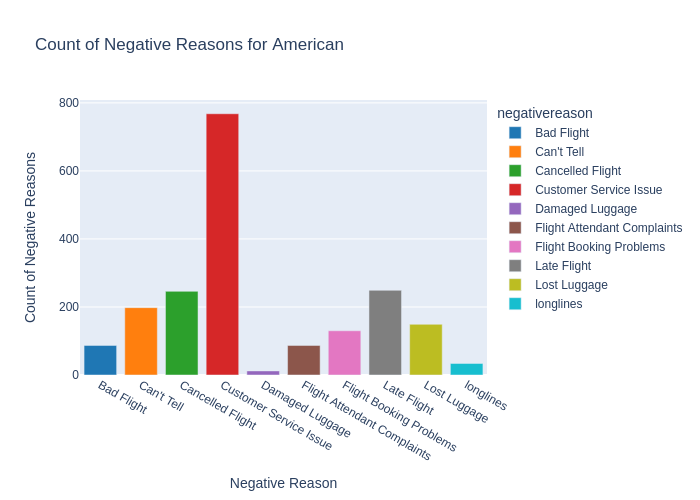 Count of Negative Reasons for American
Count of Negative Reasons
800
600
400
200
0
Bad Flight
Can't Tell
Cancelled Flight
Customer Service Issue
Damaged Luggage
Flight Attendant Complaints
Flight Booking Problems
Late Flight
Lost Luggage
longlines
Negative Reason
negativereason
Bad Flight
Can't Tell
Cancelled Flight
Customer Service Issue
Damaged Luggage
Flight Attendant Complaints
Flight Booking Problems
Late Flight
Lost Luggage
longlines